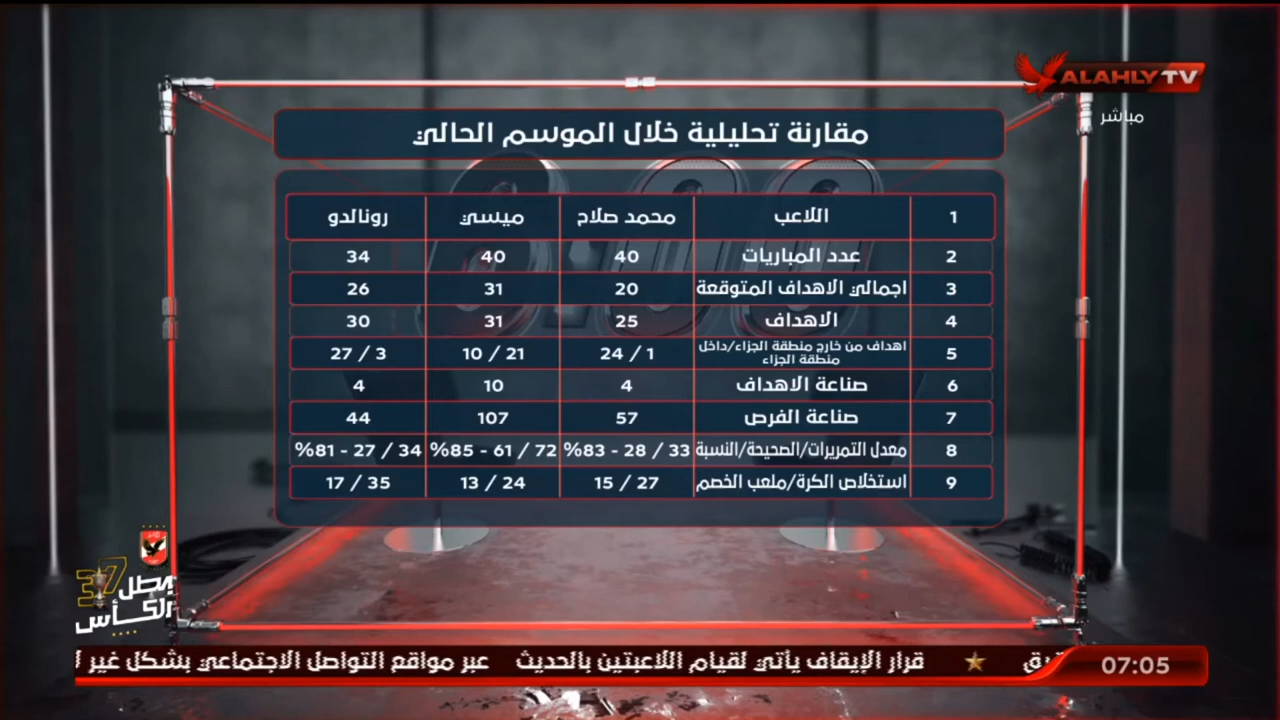 ALAHLY TV
مباشر
مقارنة تحليلية خلال الموسم الحالي
1 اللاعب محمد صلاح ميسي رونالدو
2 عدد المباريات 40 40 34
3 اجمالي الاهداف المتوقعة 20 31 26
4 الاهداف 25 31 30
5 اهداف من خارج منطقة الجزاء/داخل منطقة الجزاء 24 / 1 10 / 21 27 / 3
6 صناعة الاهداف 4 10 4
7 صناعة الفرص 57 107 44
8 معدل التمريرات/الصحيحة/النسبة %83 - 28 / 33 %85 - 61 / 72 %81 - 27 / 34
9 استخلاص الكرة/ملعب الخصم 15 / 27 13 / 24 17 / 35
بطل 37
الكأس
قرار الإيقاف يأتي لقيام اللاعبتين بالحديث عبر مواقع التواصل الاجتماعي بشكل غير
07:05